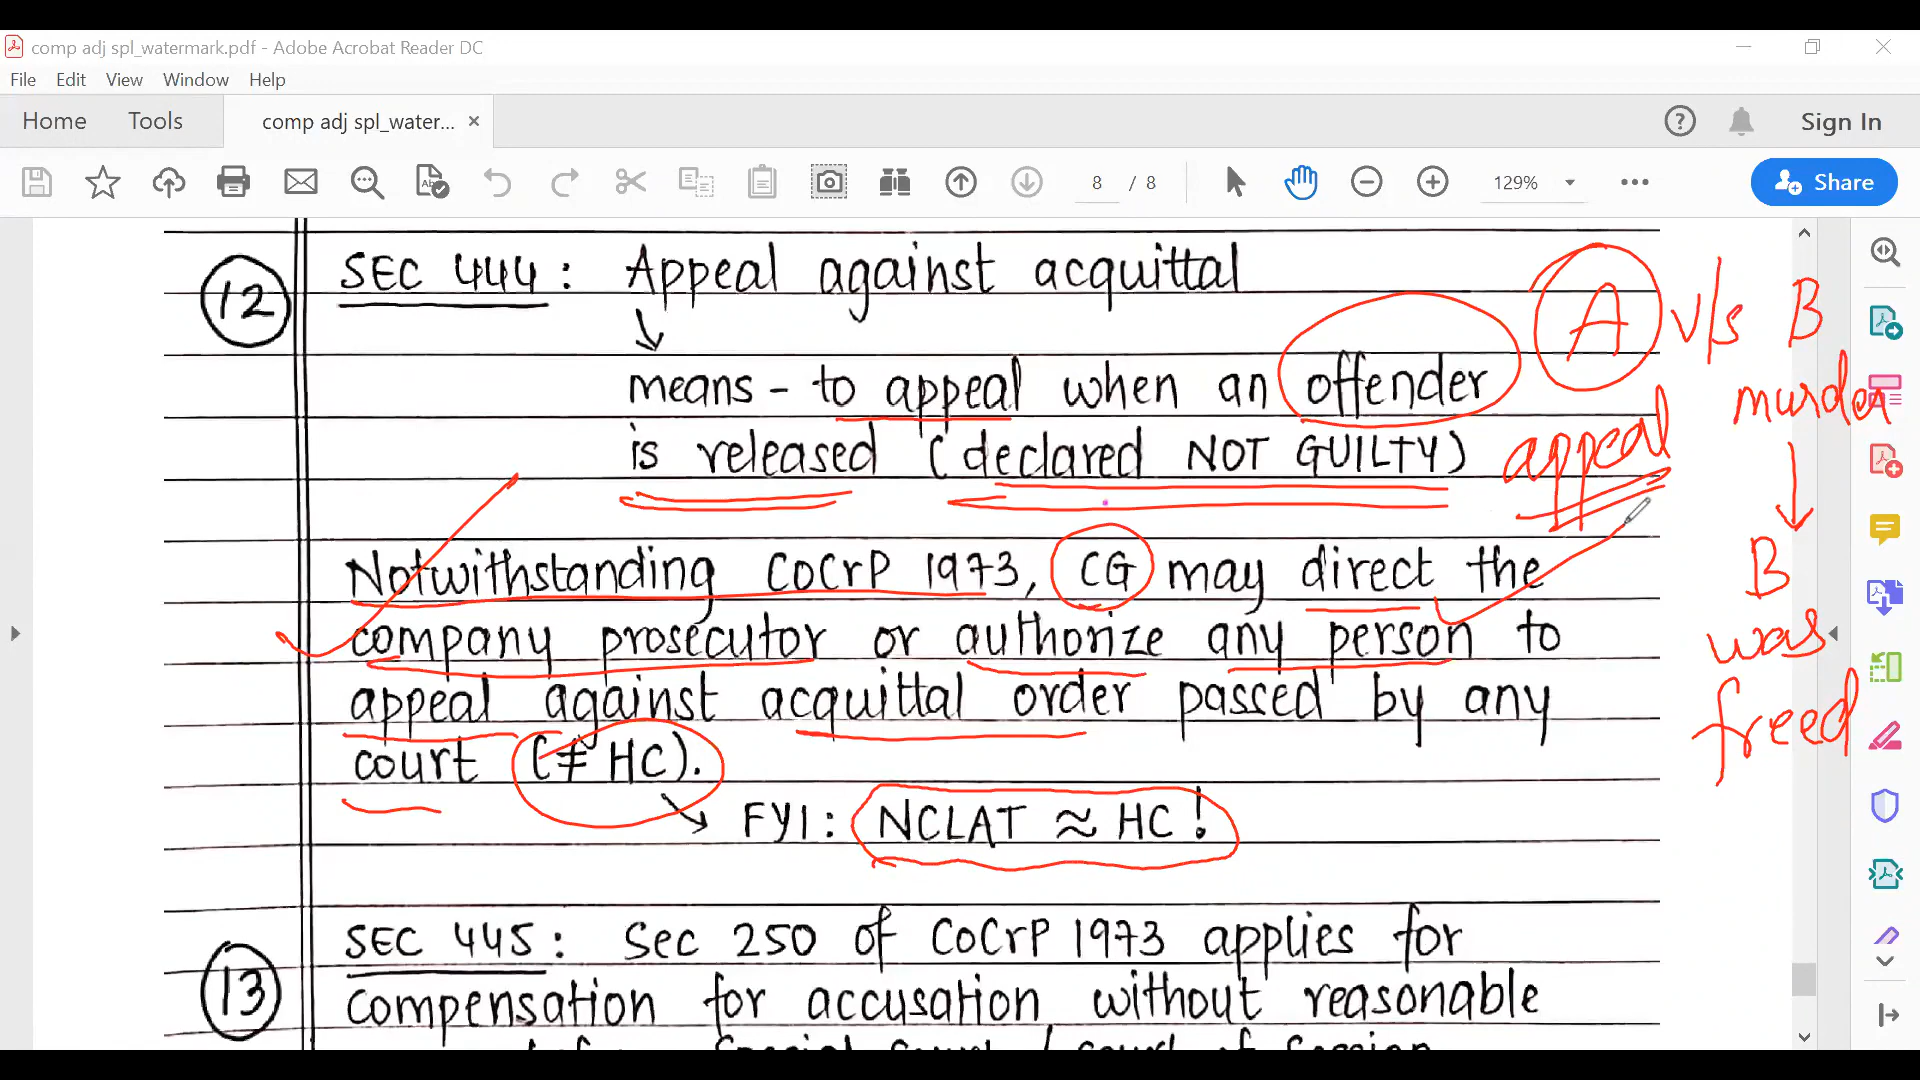 comp adj spl_watermark.pdf - Adobe Acrobat Reader DC
File Edit View Window Help
Home Tools comp adj spl_water... × Sign In
8 / 8 129% Share
12 SEC 444 : Appeal against acquittal
A v/s B
murder
B
was
freed
means - to appeal when an offender
is released (declared NOT GUILTY) appeal
Notwithstanding CoCrP 1973, CG may direct the
company prosecutor or authorize any person to
appeal against acquittal order passed by any
court (≠ HC).
FYI : NCLAT ≈ HC !
13 SEC 445 : Sec 250 of CoCrP 1973 applies for
compensation for accusation without reasonable